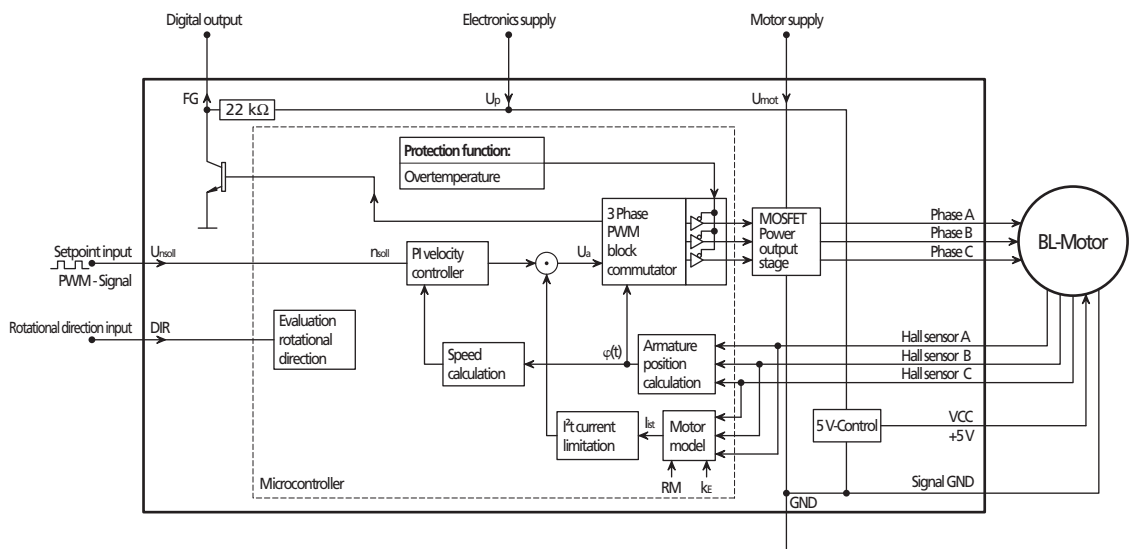 Digital output
Electronics supply
Motor supply
FG
22 kΩ
Up
Umot
Protection function:
Overtemperature
3 Phase
PWM
block
commutator
MOSFET
Power
output
stage
Phase A
Phase B
Phase C
BL-Motor
Setpoint input
PWM - Signal
Unsoll
nsoll
PI velocity
controller
Ua
Rotational direction input
DIR
Evaluation
rotational
direction
Speed
calculation
φ(t)
Armature
position
calculation
Hall sensor A
Hall sensor B
Hall sensor C
I²t current
limitation
Iist
Motor
model
5 V-Control
VCC
+5 V
RM
kE
Microcontroller
Signal GND
GND